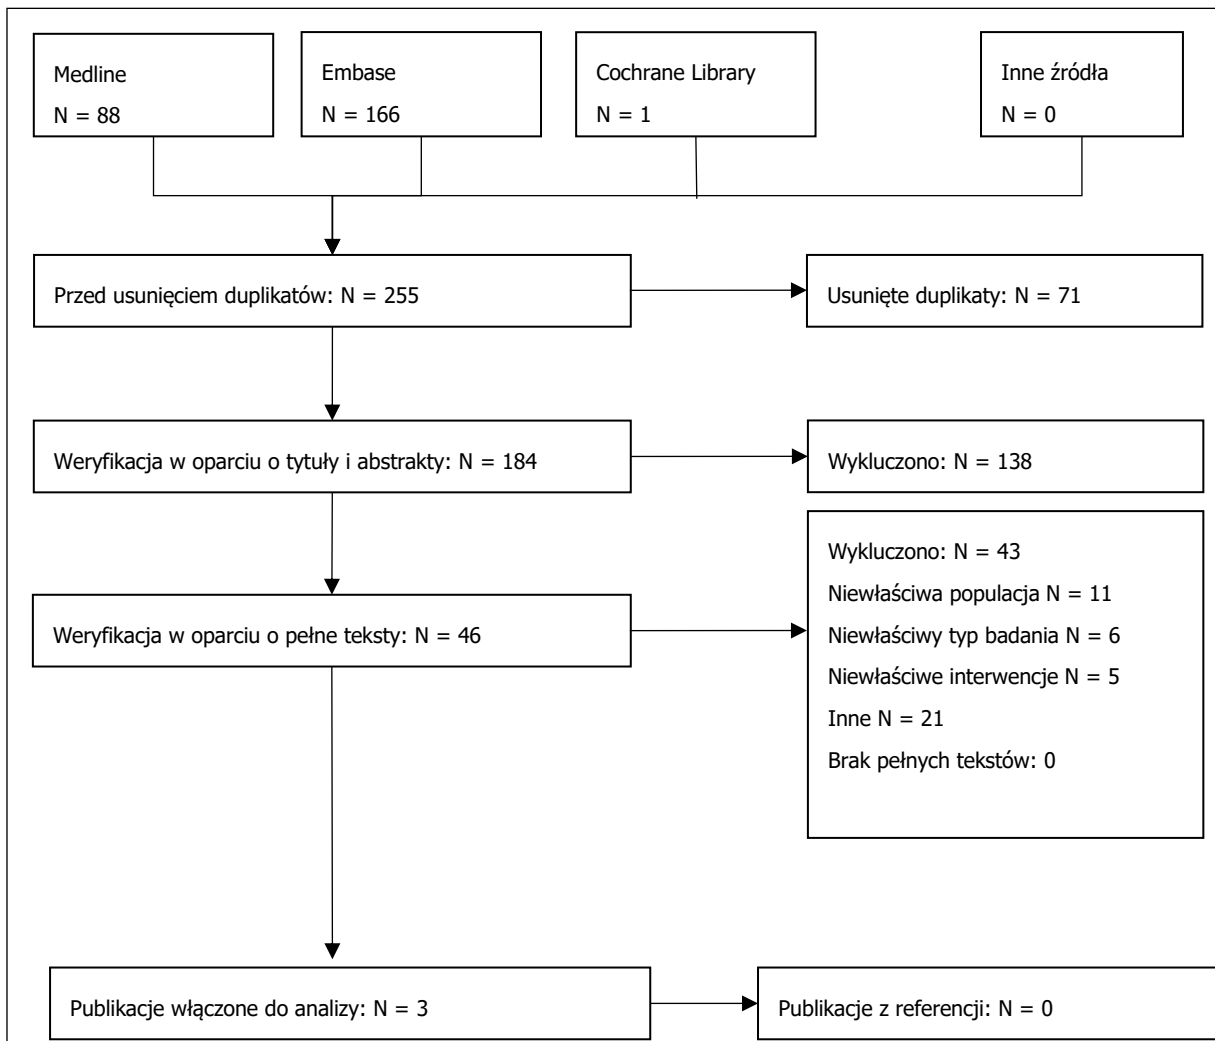 Medline
N = 88
Embase
N = 166
Cochrane Library
N = 1
Inne źródła
N = 0
Przed usunięciem duplikatów: N = 255
Usunięte duplikaty: N = 71
Weryfikacja w oparciu o tytuły i abstrakty: N = 184
Wykluczono: N = 138
Weryfikacja w oparciu o pełne teksty: N = 46
Wykluczono: N = 43
Niewłaściwa populacja N = 11
Niewłaściwy typ badania N = 6
Niewłaściwe interwencje N = 5
Inne N = 21
Brak pełnych tekstów: 0
Publikacje włączone do analizy: N = 3
Publikacje z referencji: N = 0